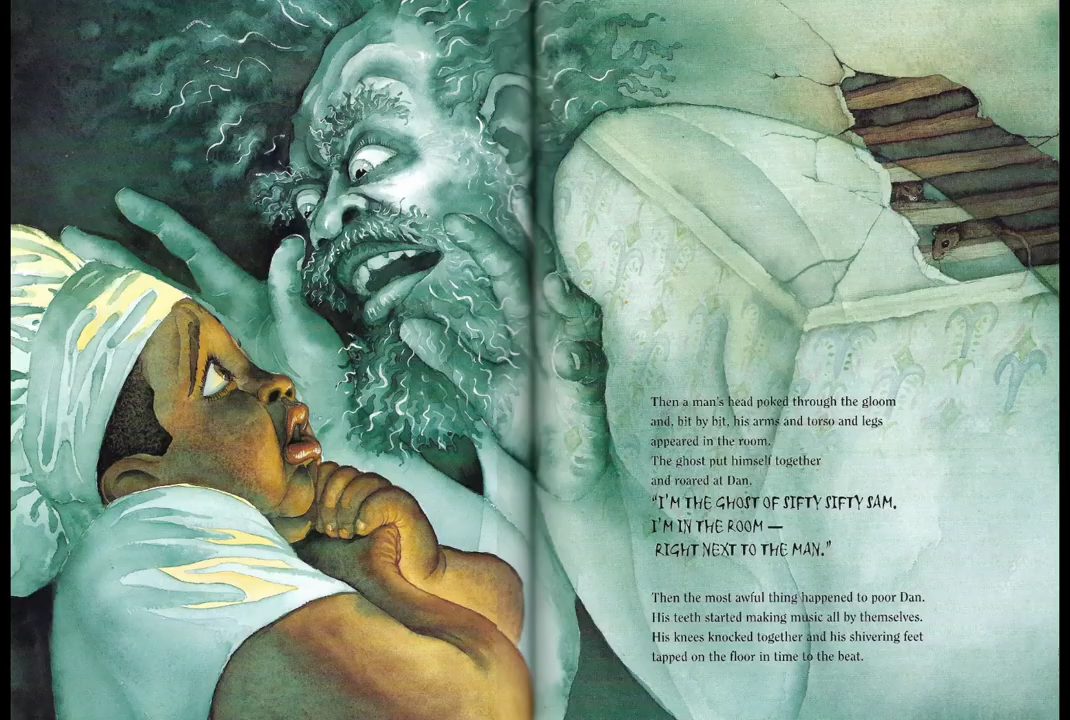 Then a man's head poked through the gloom
and, bit by bit, his arms and torso and legs
appeared in the room.
The ghost put himself together
and roared at Dan.
"I'M THE GHOST OF SIFTY SIFTY SAM.
I'M IN THE ROOM —
RIGHT NEXT TO THE MAN."
Then the most awful thing happened to poor Dan.
His teeth started making music all by themselves.
His knees knocked together and his shivering feet
tapped on the floor in time to the beat.